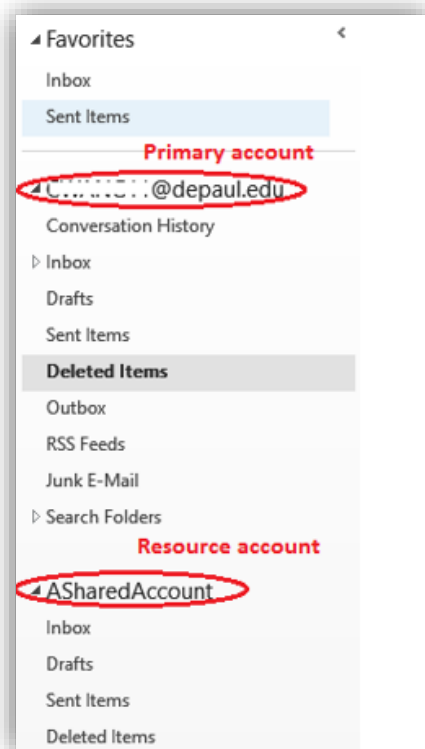 Favorites
Inbox
Sent Items
Primary account
@depaul.edu
Conversation History
Inbox
Drafts
Sent Items
Deleted Items
Outbox
RSS Feeds
Junk E-Mail
Search Folders
Resource account
ASharedAccount
Inbox
Drafts
Sent Items
Deleted Items